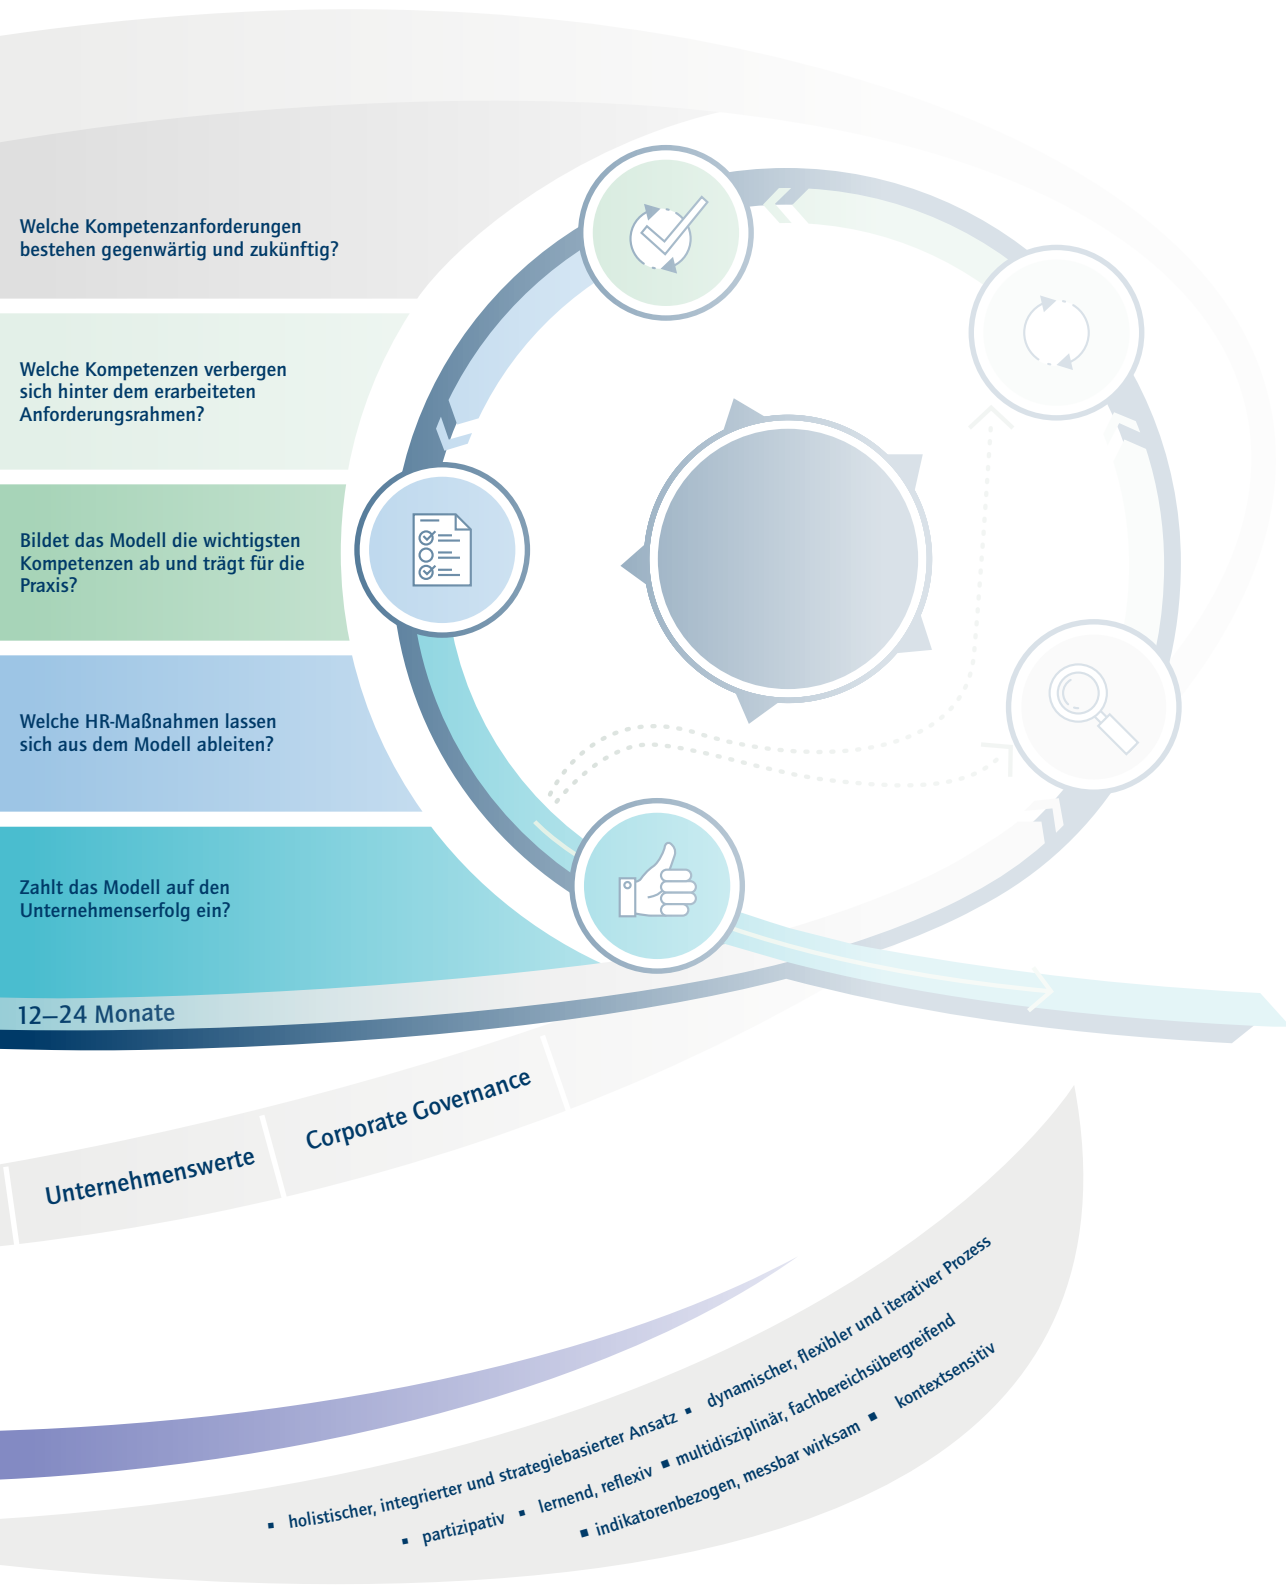 Welche Kompetenzanforderungen
bestehen gegenwärtig und zukünftig?
Welche Kompetenzen verbergen
sich hinter dem erarbeiteten
Anforderungsrahmen?
Bildet das Modell die wichtigsten
Kompetenzen ab und trägt für die
Praxis?
Welche HR-Maßnahmen lassen
sich aus dem Modell ableiten?
Zahlt das Modell auf den
Unternehmenserfolg ein?
12–24 Monate
Unternehmenswerte
Corporate Governance
▪ holistischer, integrierter und strategiebasierter Ansatz ▪ dynamischer, flexibler und iterativer Prozess
▪ partizipativ ▪ lernend, reflexiv ▪ multidisziplinär, fachbereichsübergreifend
▪ indikatorenbezogen, messbar wirksam ▪ kontextsensitiv